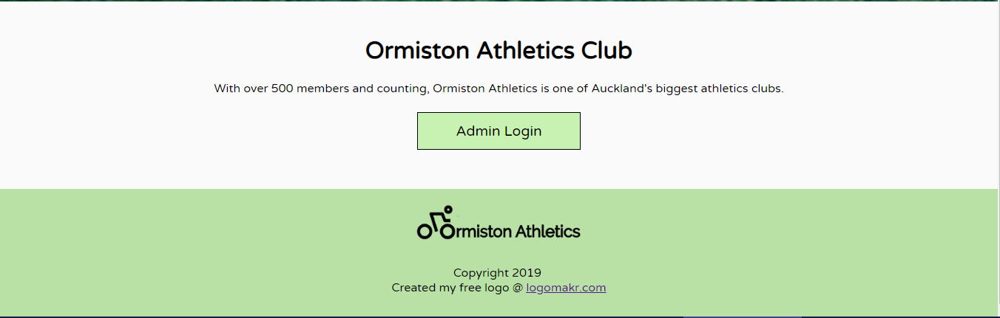 Ormiston Athletics Club
With over 500 members and counting, Ormiston Athletics is one of Auckland's biggest athletics clubs.
Admin Login
Ormiston Athletics
Copyright 2019
Created my free logo @ logomakr.com